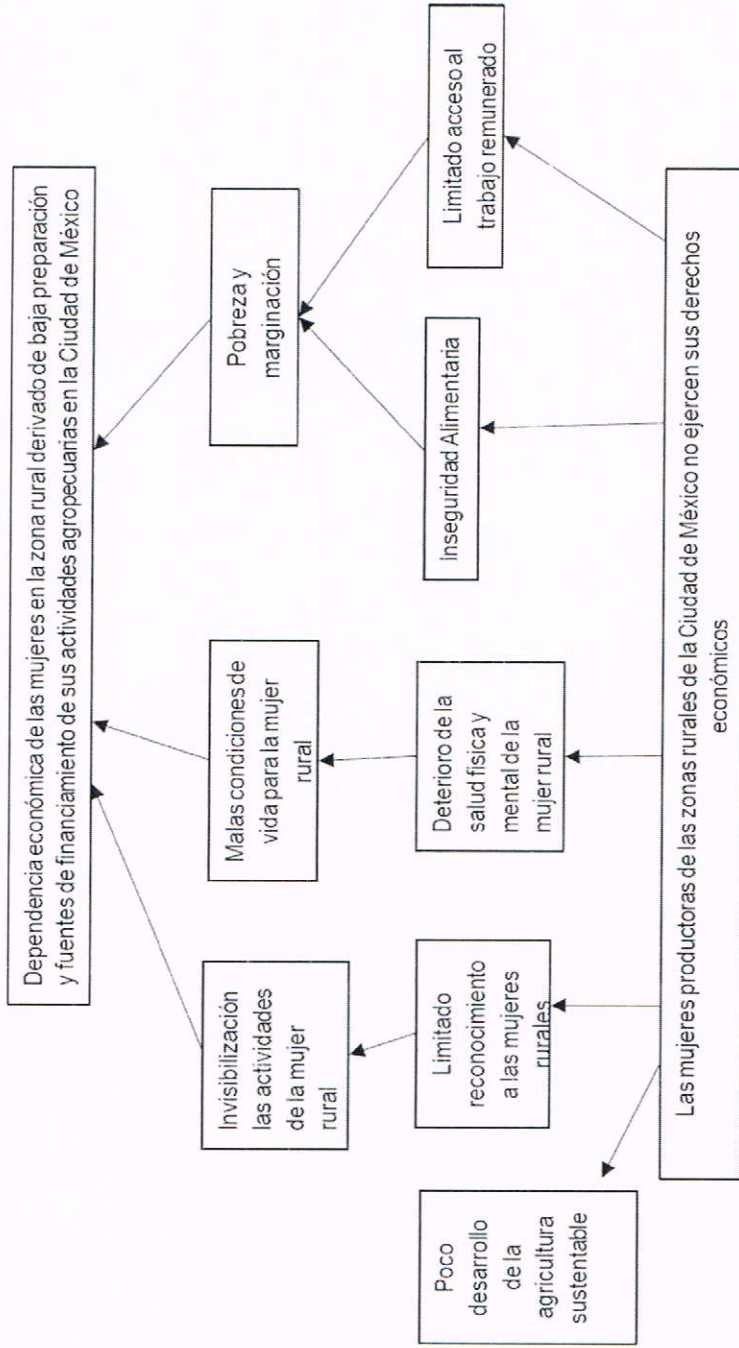 Dependencia económica de las mujeres en la zona rural derivado de baja preparación
y fuentes de financiamiento de sus actividades agropecuarias en la Ciudad de México
Invisibilización
las actividades
de la mujer
rural
Malas condiciones de
vida para la mujer
rural
Pobreza y
marginación
Poco
desarrollo
de la
agricultura
sustentable
Limitado
reconocimiento
a las mujeres
rurales
Deterioro de la
salud física y
mental de la
mujer rural
Inseguridad Alimentaria
Limitado acceso al
trabajo remunerado
Las mujeres productoras de las zonas rurales de la Ciudad de México no ejercen sus derechos
económicos